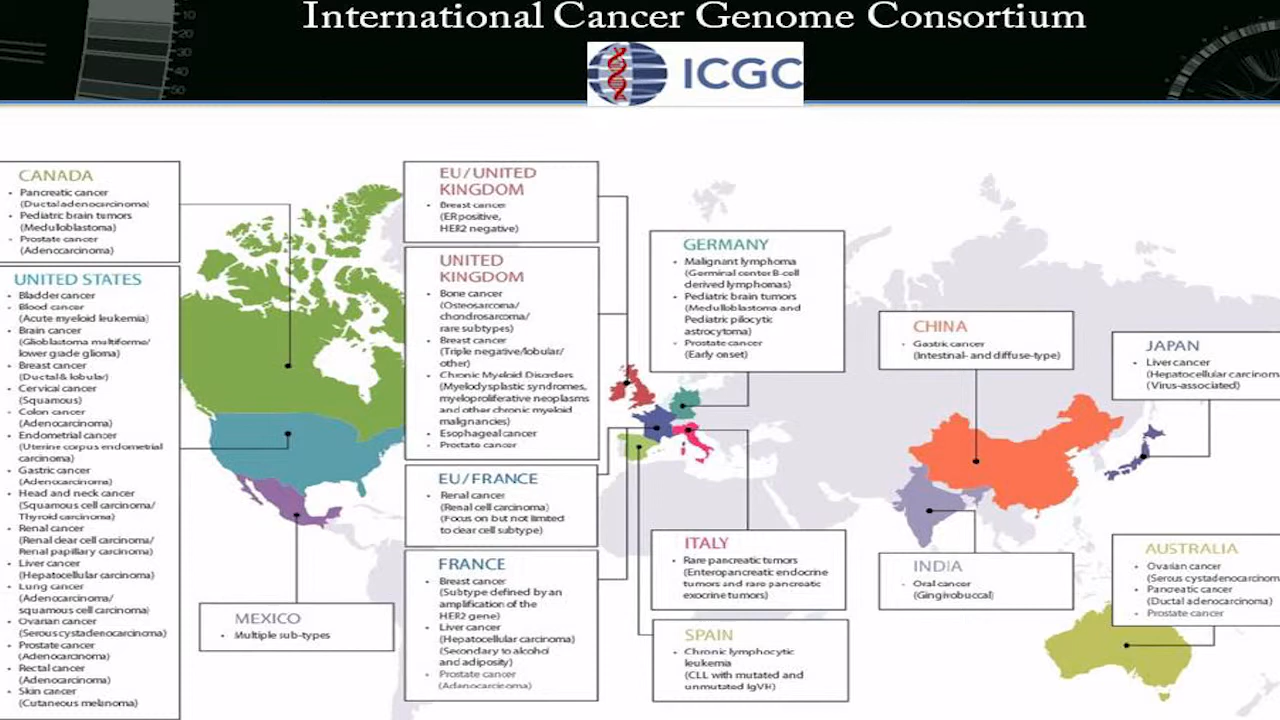 International Cancer Genome Consortium
ICGC
10
20
30
40
50
CANADA
• Pancreatic cancer
(Ductal adenocarcinoma)
• Pediatric brain tumors
(Medulloblastoma)
• Prostate cancer
(Adenocarcinoma)
UNITED STATES
• Bladder cancer
• Blood cancer
(Acute myeloid leukemia)
• Brain cancer
(Glioblastoma multiforme/
lower grade glioma)
• Breast cancer
(Ductal & lobular)
• Cervical cancer
(Squamous)
• Colon cancer
(Adenocarcinoma)
• Endometrial cancer
(Uterine corpus endometrial
carcinoma)
• Gastric cancer
(Adenocarcinoma)
• Head and neck cancer
(Squamous cell carcinoma/
Thyroid carcinoma)
• Renal cancer
(Renal clear cell carcinoma/
Renal papillary carcinoma)
• Liver cancer
(Hepatocellular carcinoma)
• Lung cancer
(Adenocarcinoma/
squamous cell carcinoma)
• Ovarian cancer
(Serous cystadenocarcinoma)
• Prostate cancer
(Adenocarcinoma)
• Rectal cancer
(Adenocarcinoma)
• Skin cancer
(Cutaneous melanoma)
MEXICO
• Multiple sub-types
EU / UNITED
KINGDOM
• Breast cancer
(ER positive,
HER2 negative)
UNITED
KINGDOM
• Bone cancer
(Osteosarcoma/
chondrosarcoma/
rare subtypes)
• Breast cancer
(Triple negative/lobular/
other)
• Chronic Myeloid Disorders
(Myelodysplastic syndromes,
myeloproliferative neoplasms
and other chronic myeloid
malignancies)
• Esophageal cancer
• Prostate cancer
EU / FRANCE
• Renal cancer
(Renal cell carcinoma)
(Focus on but not limited
to clear cell subtype)
FRANCE
• Breast cancer
(Subtype defined by an
amplification of the
HER2 gene)
• Liver cancer
(Hepatocellular carcinoma)
(Secondary to alcohol
and adiposity)
• Prostate cancer
(Adenocarcinoma)
GERMANY
• Malignant lymphoma
(Germinal center B-cell
derived lymphomas)
• Pediatric brain tumors
(Medulloblastoma and
Pediatric pilocytic
astrocytoma)
• Prostate cancer
(Early onset)
ITALY
• Rare pancreatic tumors
(Enteropancreatic endocrine
tumors and rare pancreatic
exocrine tumors)
SPAIN
• Chronic lymphocytic
leukemia
(CLL with mutated and
unmutated IgVH)
CHINA
• Gastric cancer
(Intestinal- and diffuse-type)
INDIA
• Oral cancer
(Gingivobuccal)
JAPAN
• Liver cancer
(Hepatocellular carcinom
(Virus-associated)
AUSTRALIA
• Ovarian cancer
(Serous cystadenocarcinom
• Pancreatic cancer
(Ductal adenocarcinoma)
• Prostate cancer